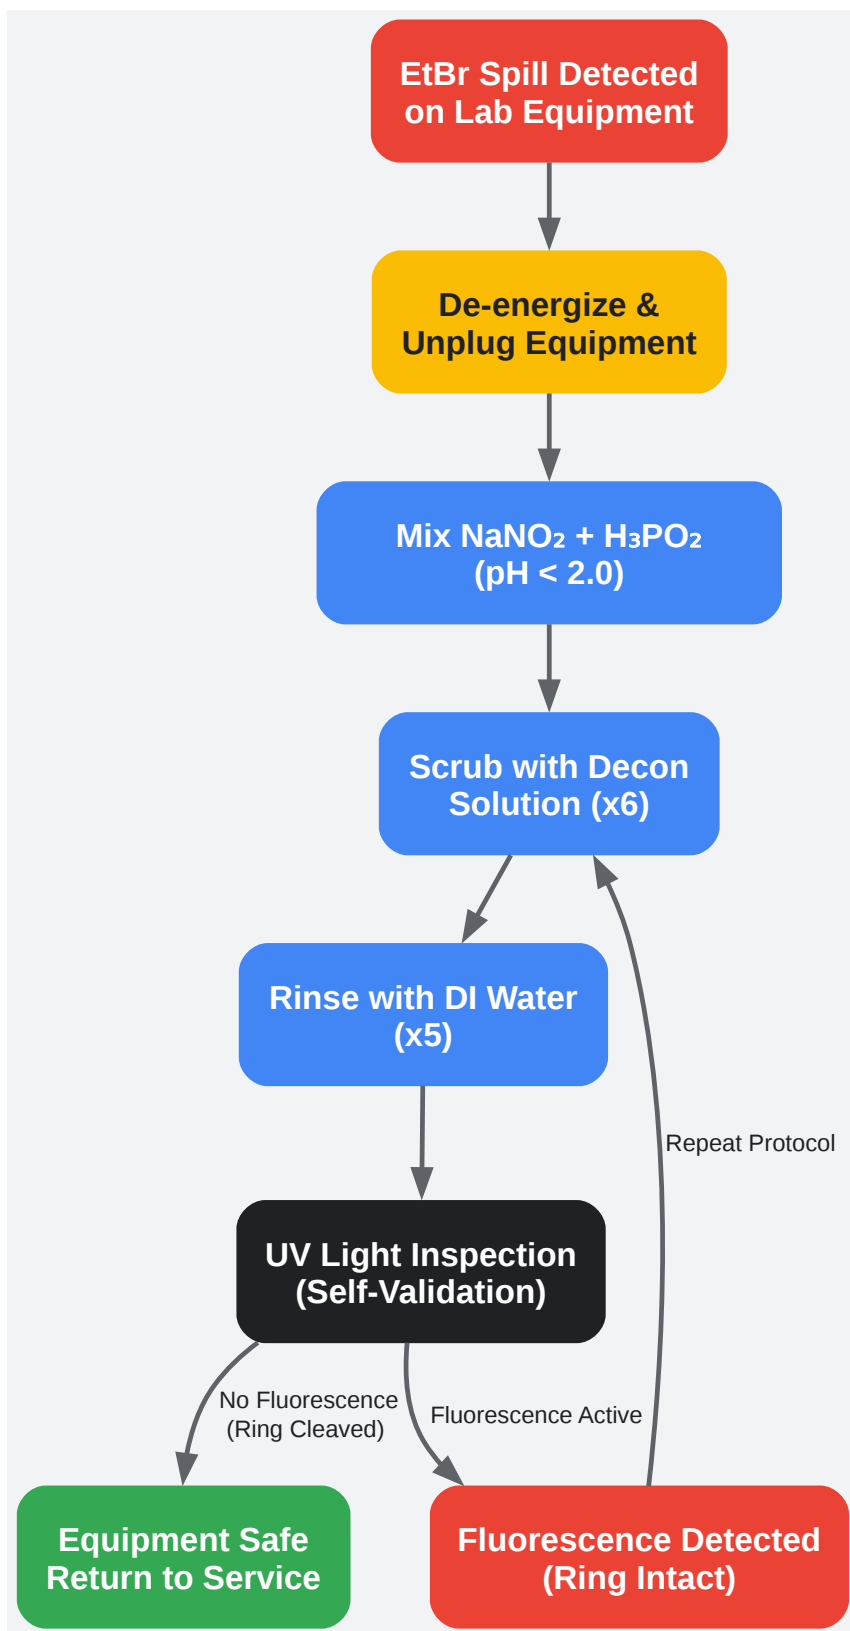 EtBr Spill Detected
on Lab Equipment
De-energize &
Unplug Equipment
Mix NaNO₂ + H₃PO₂
(pH < 2.0)
Scrub with Decon
Solution (x6)
Rinse with DI Water
(x5)
Repeat Protocol
UV Light Inspection
(Self-Validation)
No Fluorescence
(Ring Cleaved)
Fluorescence Active
Equipment Safe
Return to Service
Fluorescence Detected
(Ring Intact)